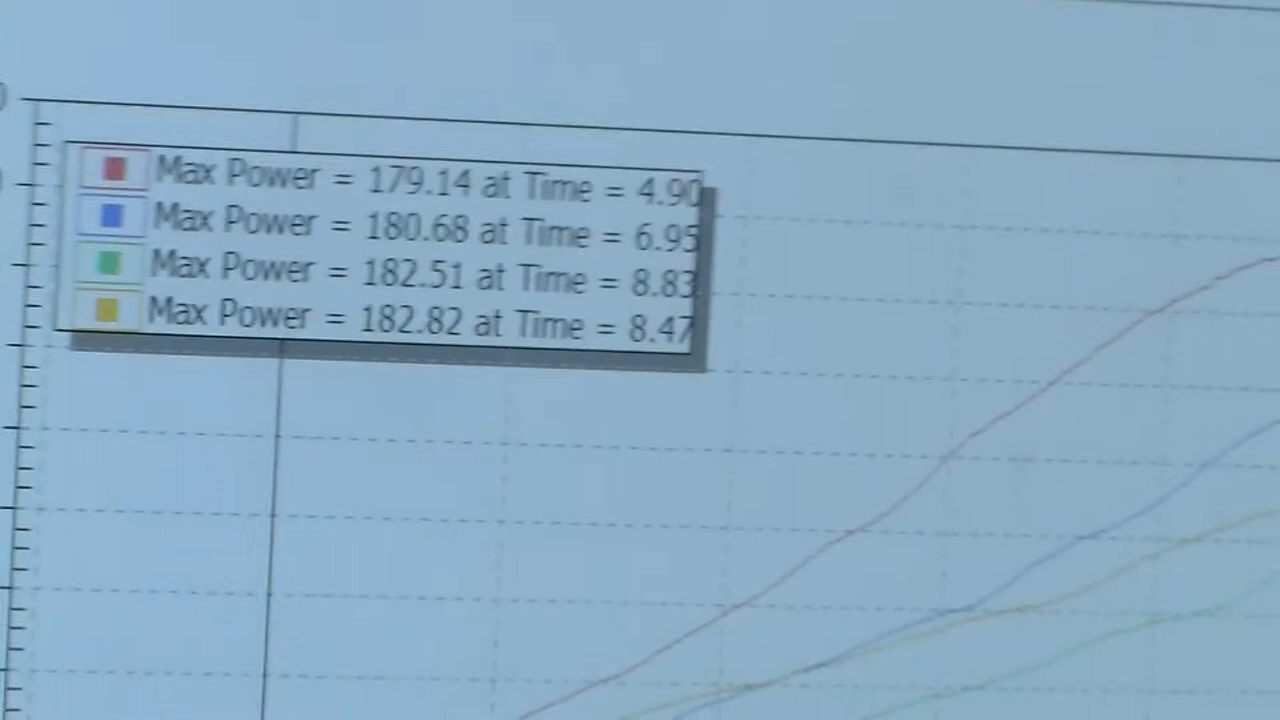 Max Power = 179.14 at Time = 4.90
Max Power = 180.68 at Time = 6.95
Max Power = 182.51 at Time = 8.83
Max Power = 182.82 at Time = 8.47